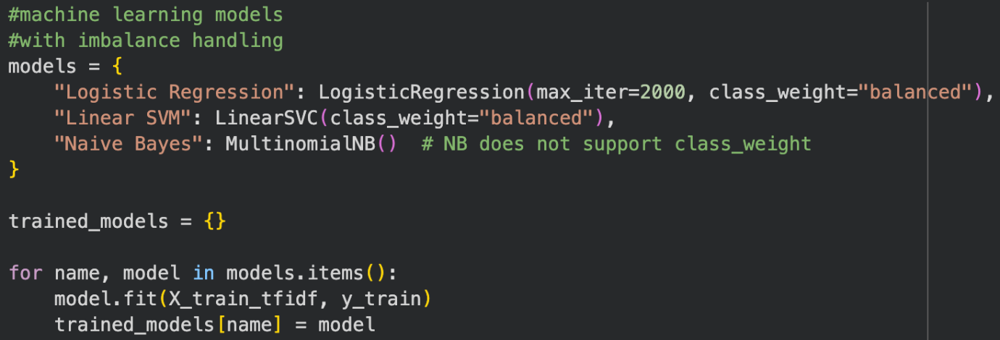 #machine learning models
#with imbalance handling
models = {
    "Logistic Regression": LogisticRegression(max_iter=2000, class_weight="balanced"),
    "Linear SVM": LinearSVC(class_weight="balanced"),
    "Naive Bayes": MultinomialNB()  # NB does not support class_weight
}

trained_models = {}

for name, model in models.items():
    model.fit(X_train_tfidf, y_train)
    trained_models[name] = model